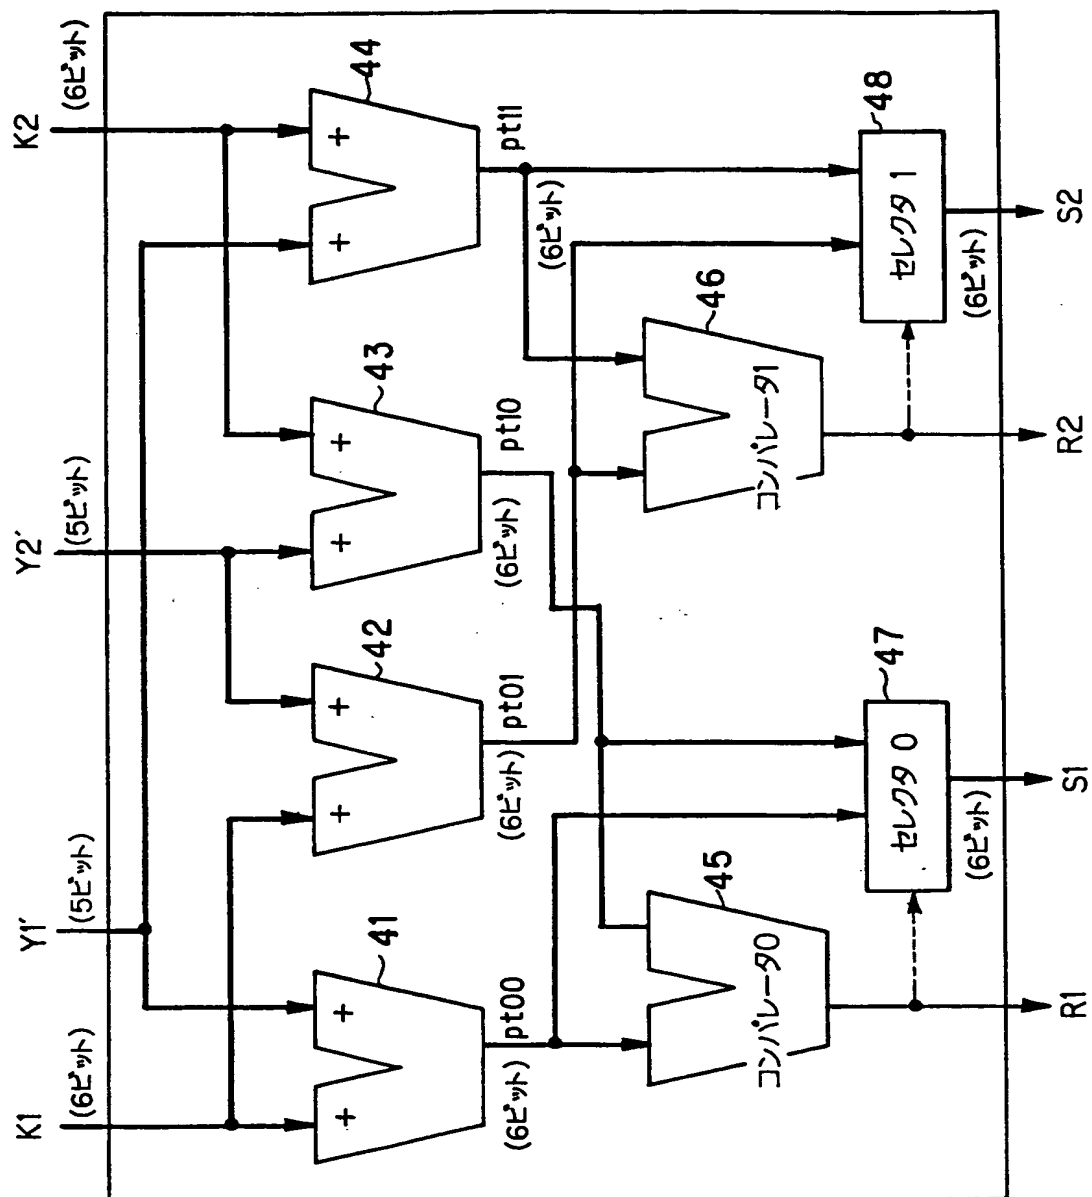 K1
(6ビット)
Y1′
(5ビット)
Y2′
(5ビット)
K2
(6ビット)
+
+
41
+
+
42
+
+
43
+
+
44
pt00
(6ビット)
pt01
(6ビット)
pt10
(6ビット)
pt11
(6ビット)
コンパレータ0
45
コンパレータ1
46
セレクタ 0
47
セレクタ 1
48
(6ビット)
(6ビット)
R1
S1
R2
S2